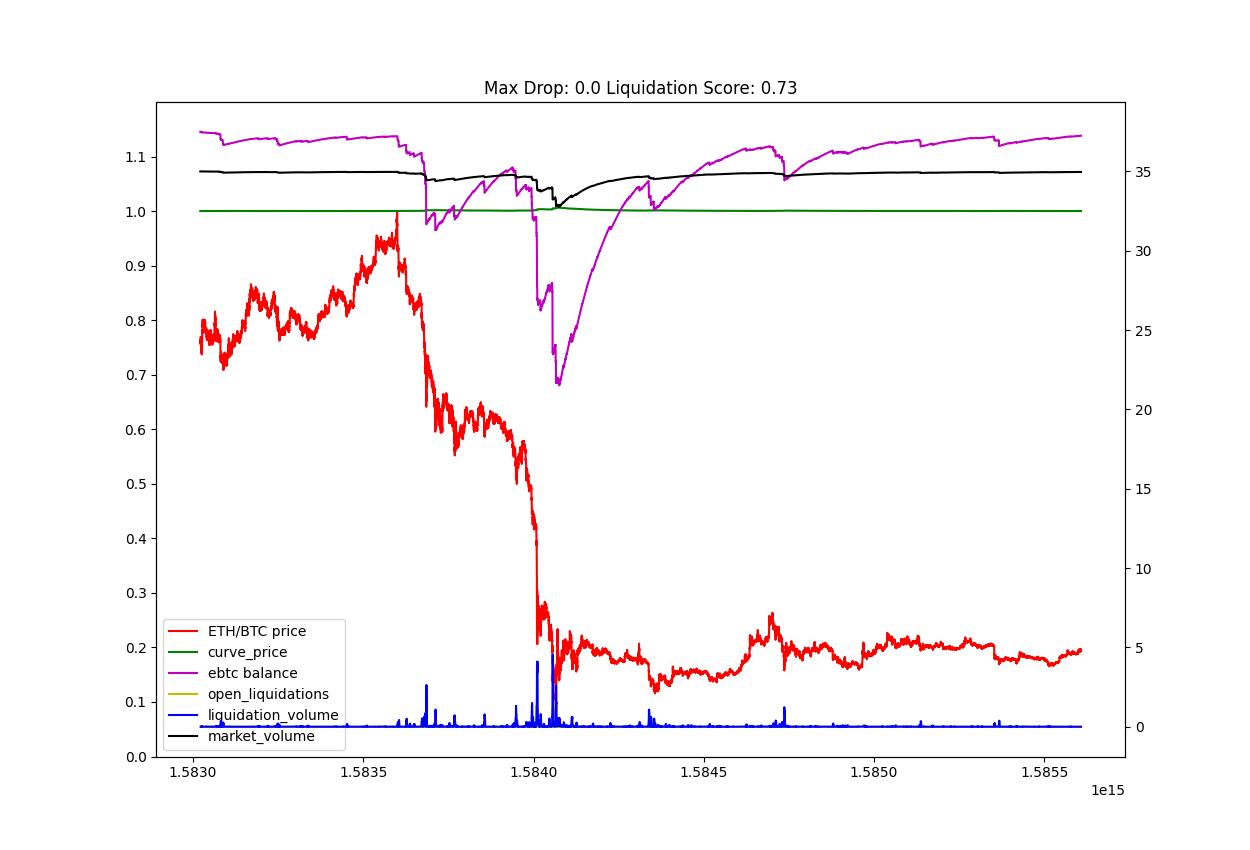 Max Drop: 0.0 Liquidation Score: 0.73
1.1
1.0
0.9
0.8
0.7
0.6
0.5
0.4
0.3
0.2
0.1
0.0
35
30
25
20
15
10
5
0
ETH/BTC price
curve_price
ebtc balance
open_liquidations
liquidation_volume
market_volume
1.5830 1.5835 1.5840 1.5845 1.5850 1.5855
1e15